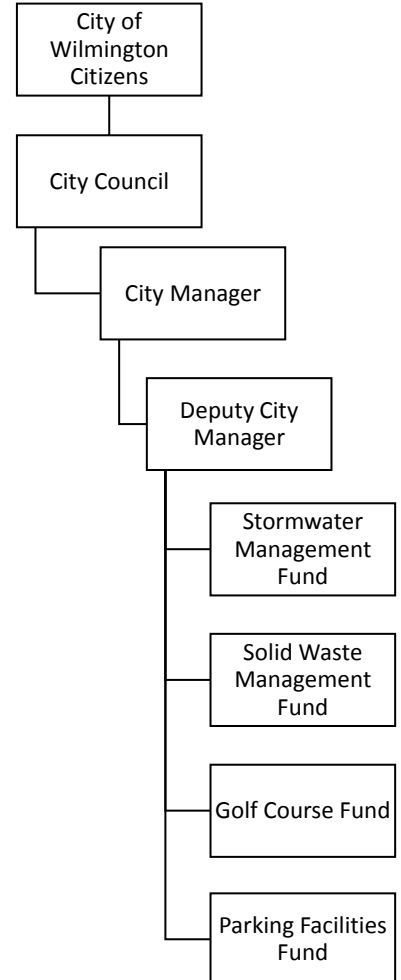 City of
Wilmington
Citizens
City Council
City Manager
Deputy City
Manager
Stormwater
Management
Fund
Solid Waste
Management
Fund
Golf Course Fund
Parking Facilities
Fund